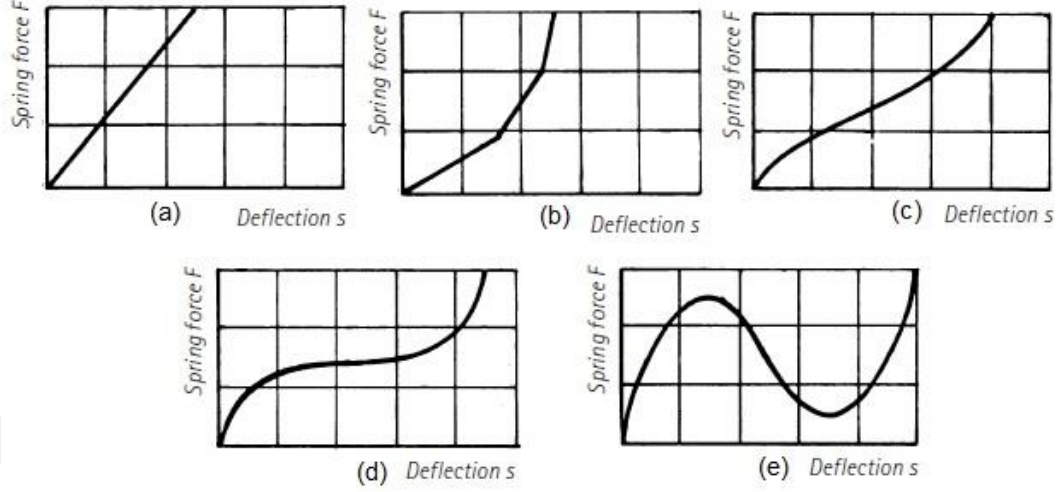 Spring force F
(a)
Deflection s
Spring force F
(b)
Deflection s
Spring force F
(c)
Deflection s
Spring force F
(d)
Deflection s
Spring force F
(e)
Deflection s